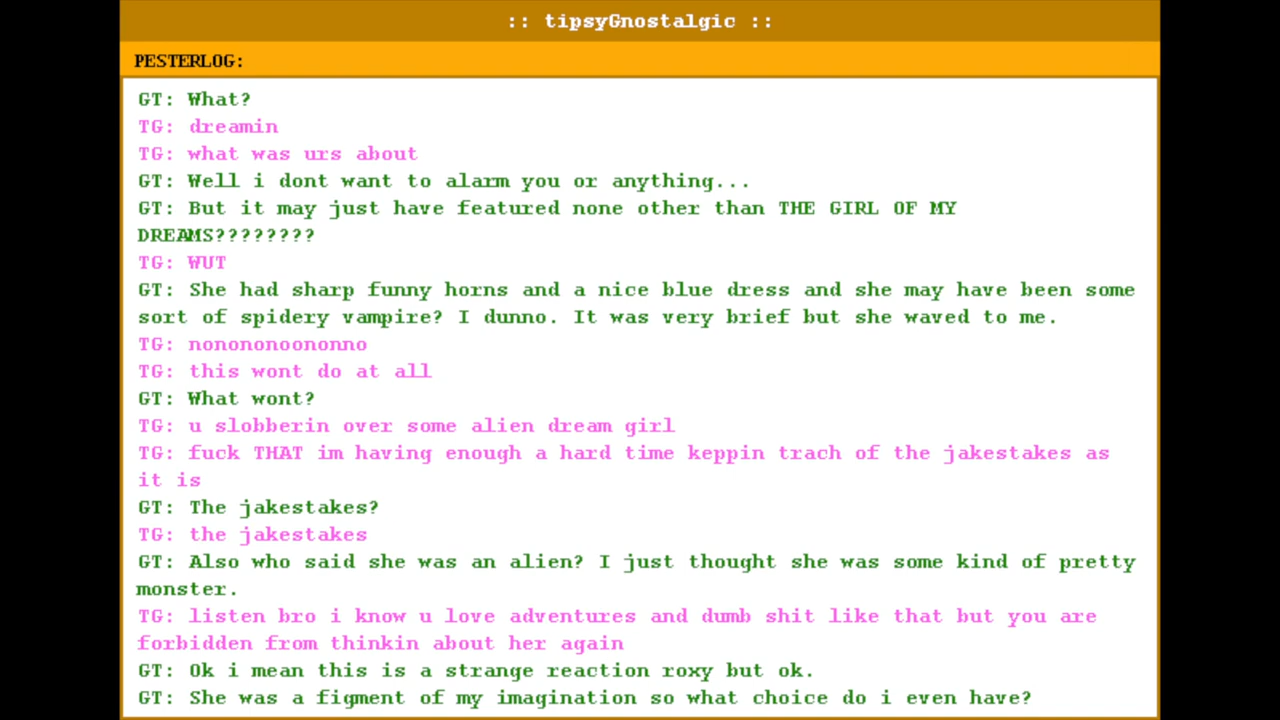 :: tipsyGnostalgic ::
PESTERLOG:
GT: What?
TG: dreamin
TG: what was urs about
GT: Well i dont want to alarm you or anything...
GT: But it may just have featured none other than THE GIRL OF MY
DREAMS????????
TG: WUT
GT: She had sharp funny horns and a nice blue dress and she may have been some
sort of spidery vampire? I dunno. It was very brief but she waved to me.
TG: nonononoononno
TG: this wont do at all
GT: What wont?
TG: u slobberin over some alien dream girl
TG: fuck THAT im having enough a hard time keppin trach of the jakestakes as
it is
GT: The jakestakes?
TG: the jakestakes
GT: Also who said she was an alien? I just thought she was some kind of pretty
monster.
TG: listen bro i know u love adventures and dumb shit like that but you are
forbidden from thinkin about her again
GT: Ok i mean this is a strange reaction roxy but ok.
GT: She was a figment of my imagination so what choice do i even have?